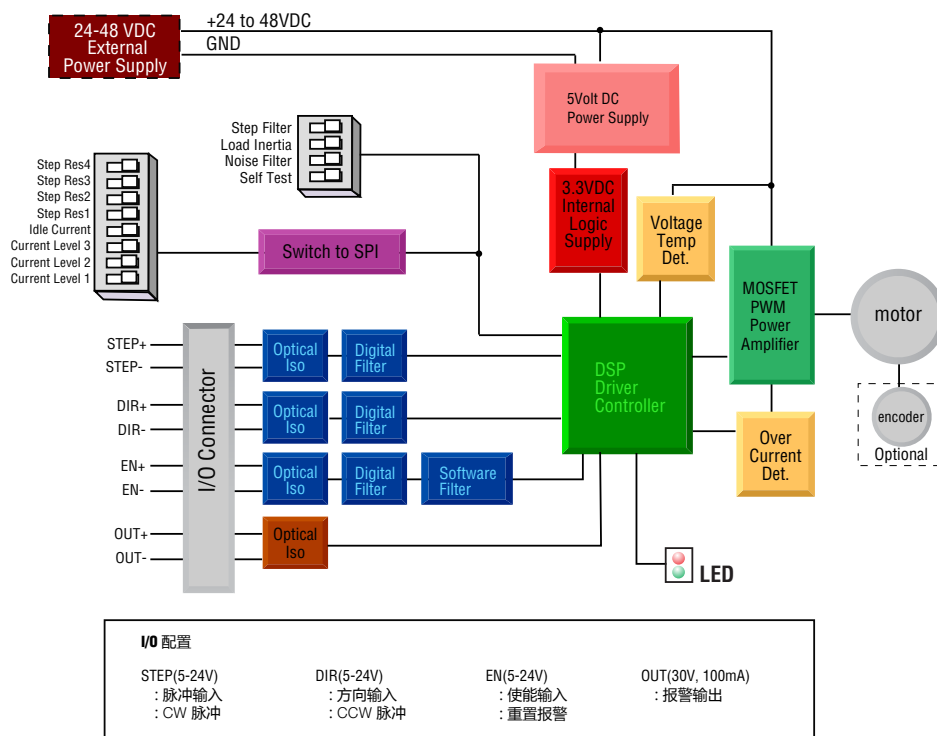 24-48 VDC
External
Power Supply
+24 to 48VDC
GND
5Volt DC
Power Supply
Step Filter
Load Inertia
Noise Filter
Self Test
Step Res4
Step Res3
Step Res2
Step Res1
Idle Current
Current Level 3
Current Level 2
Current Level 1
Switch to SPI
3.3VDC
Internal
Logic
Supply
Voltage
Temp
Det.
MOSFET
PWM
Power
Amplifier
motor
encoder
Optional
DSP
Driver
Controller
Over
Current
Det.
I/O Connector
STEP+
STEP-
Optical
Iso
Digital
Filter
DIR+
DIR-
Optical
Iso
Digital
Filter
EN+
EN-
Optical
Iso
Digital
Filter
Software
Filter
OUT+
OUT-
Optical
Iso
LED
I/O 配置
STEP(5-24V)
: 脉冲输入
: CW 脉冲
DIR(5-24V)
: 方向输入
: CCW 脉冲
EN(5-24V)
: 使能输入
: 重置报警
OUT(30V, 100mA)
: 报警输出